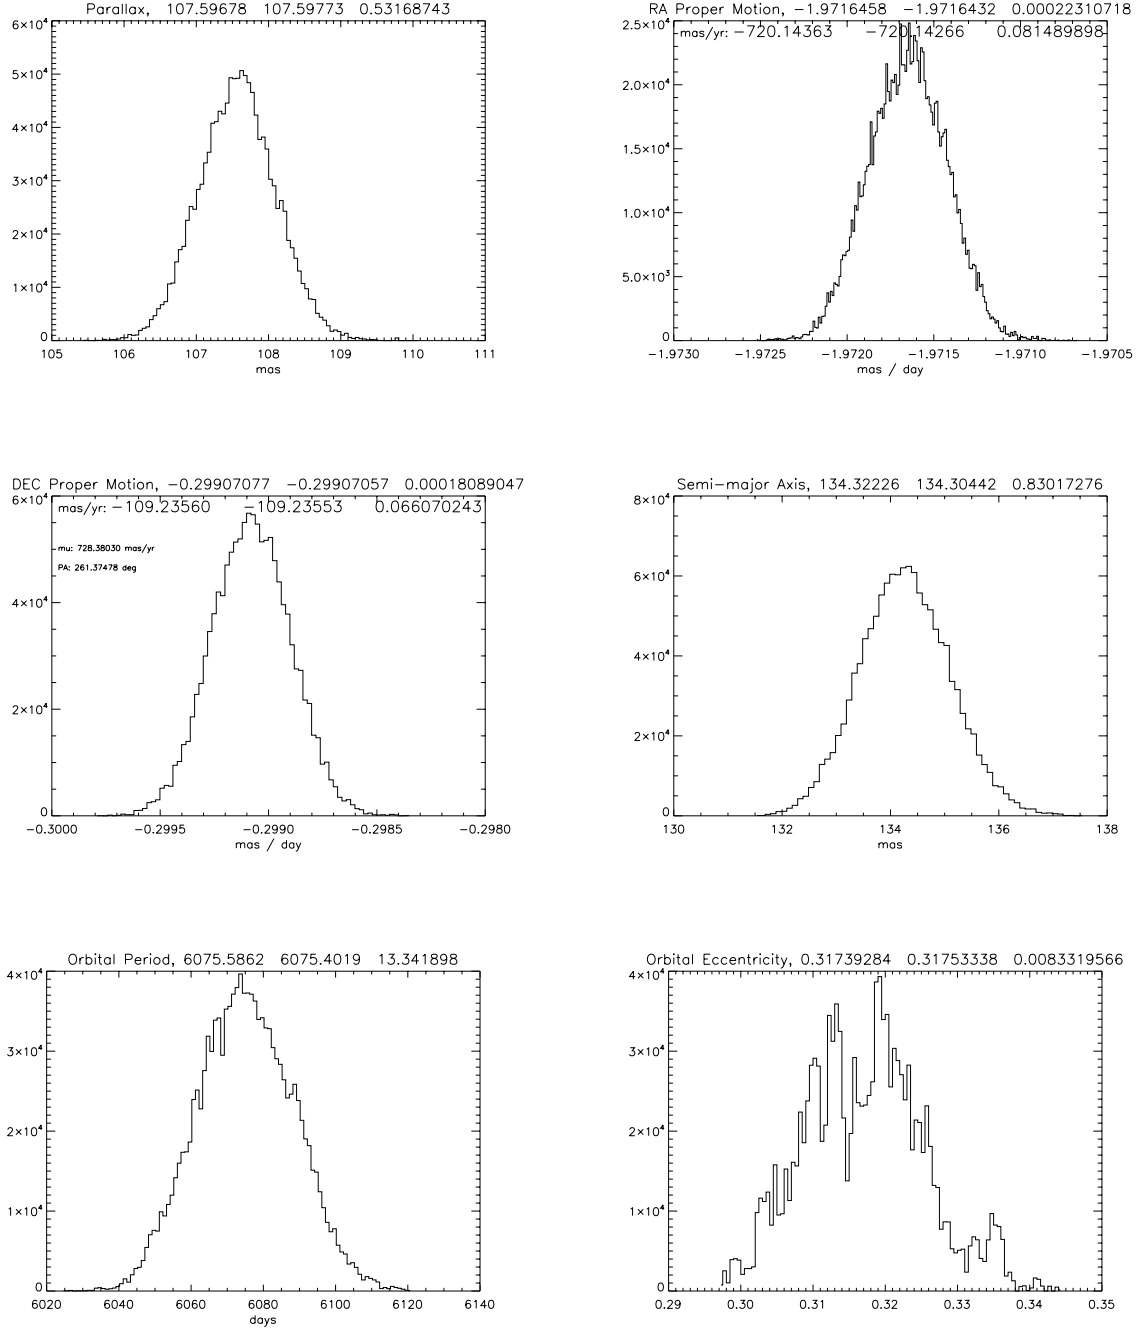 Parallax, 107.59678 107.59773 0.53168743
6×10⁴
5×10⁴
4×10⁴
3×10⁴
2×10⁴
1×10⁴
0
105 106 107 108 109 110 111
mas
RA Proper Motion, −1.9716458 −1.9716432 0.00022310718
mas/yr: −720.14363 −720.14266 0.081489898
2.5×10⁴
2.0×10⁴
1.5×10⁴
1.0×10⁴
5.0×10³
0
−1.9730 −1.9725 −1.9720 −1.9715 −1.9710 −1.9705
mas / day
DEC Proper Motion, −0.29907077 −0.29907057 0.00018089047
mas/yr: −109.23560 −109.23553 0.066070243
mu: 728.38030 mas/yr
PA: 261.37478 deg
6×10⁴
4×10⁴
2×10⁴
0
−0.3000 −0.2995 −0.2990 −0.2985 −0.2980
mas / day
Semi−major Axis, 134.32226 134.30442 0.83017276
8×10⁴
6×10⁴
4×10⁴
2×10⁴
0
130 132 134 136 138
mas
Orbital Period, 6075.5862 6075.4019 13.341898
4×10⁴
3×10⁴
2×10⁴
1×10⁴
0
6020 6040 6060 6080 6100 6120 6140
days
Orbital Eccentricity, 0.31739284 0.31753338 0.0083319566
4×10⁴
3×10⁴
2×10⁴
1×10⁴
0
0.29 0.30 0.31 0.32 0.33 0.34 0.35